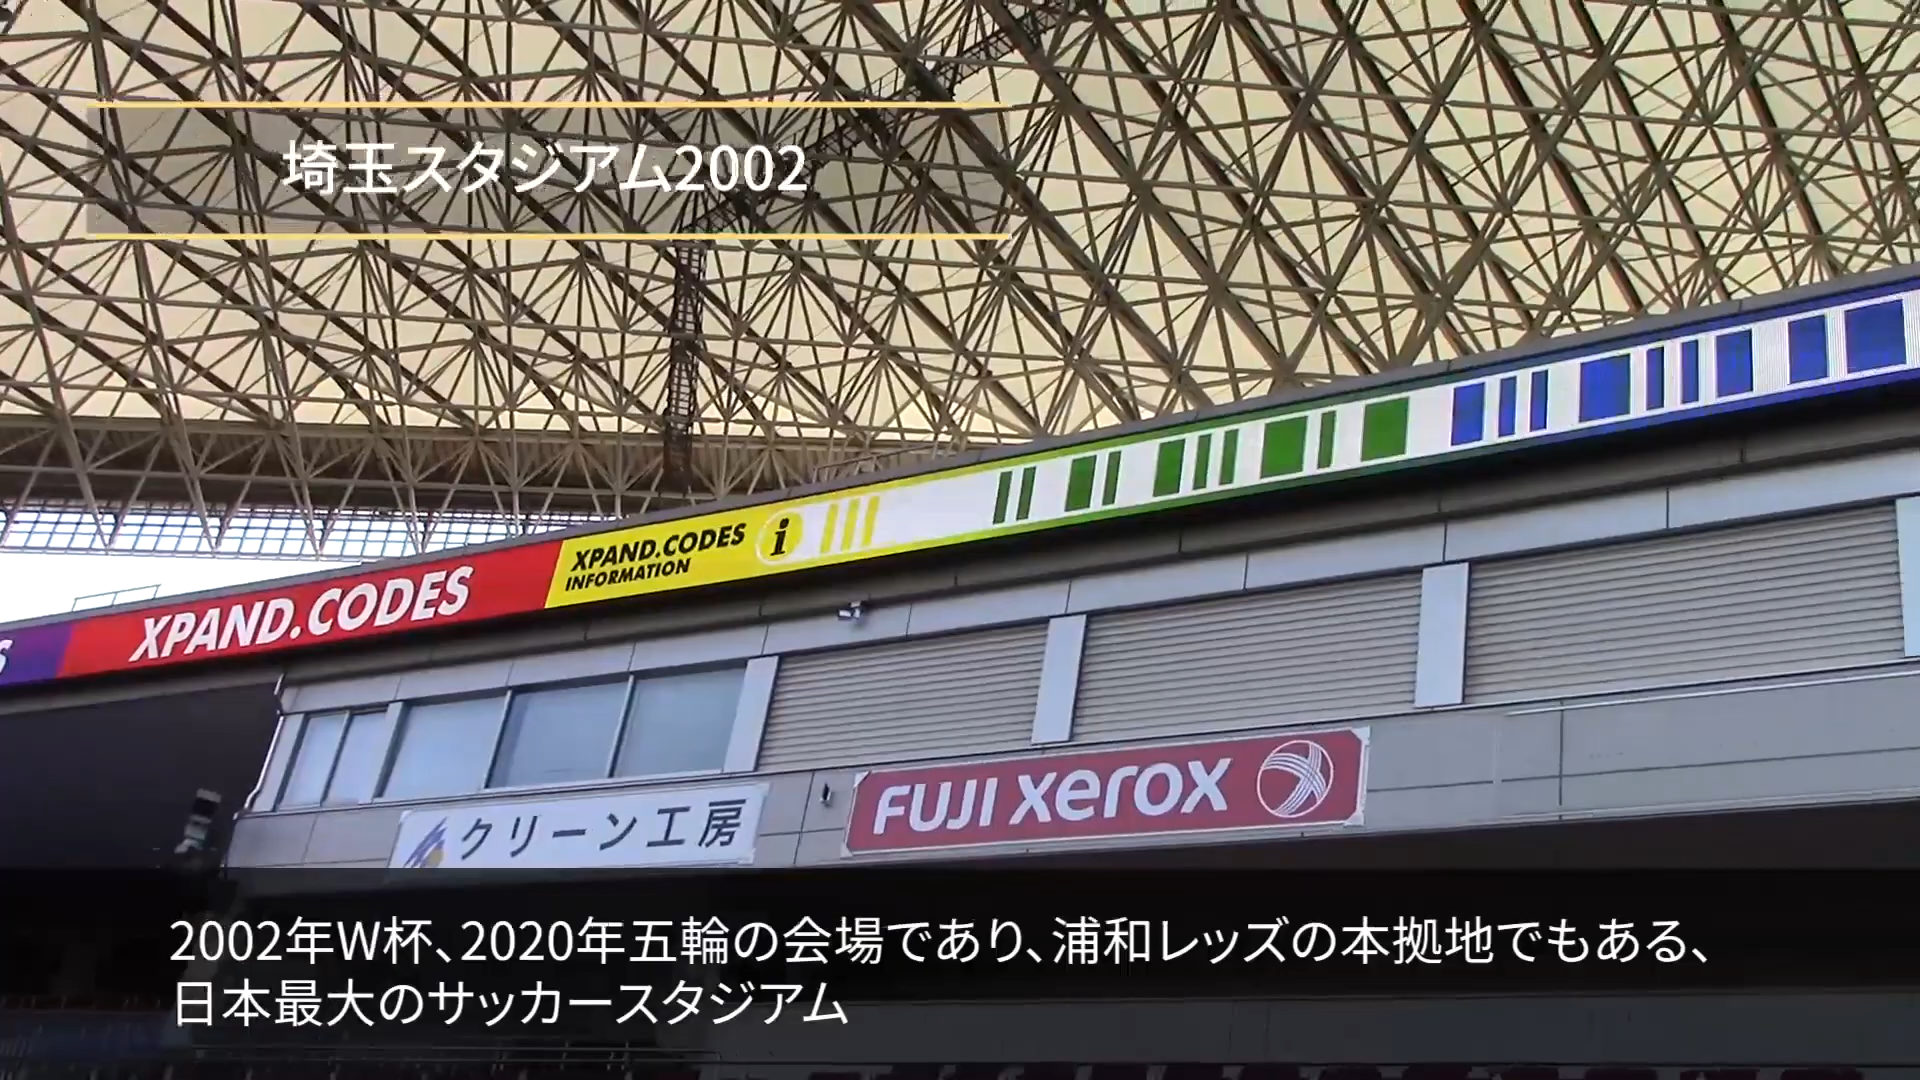 埼玉スタジアム2002
S
XPAND.CODES
XPAND.CODES
INFORMATION
i
クリーン工房
FUJI xerox
2002年W杯、2020年五輪の会場であり、浦和レッズの本拠地でもある、
日本最大のサッカースタジアム